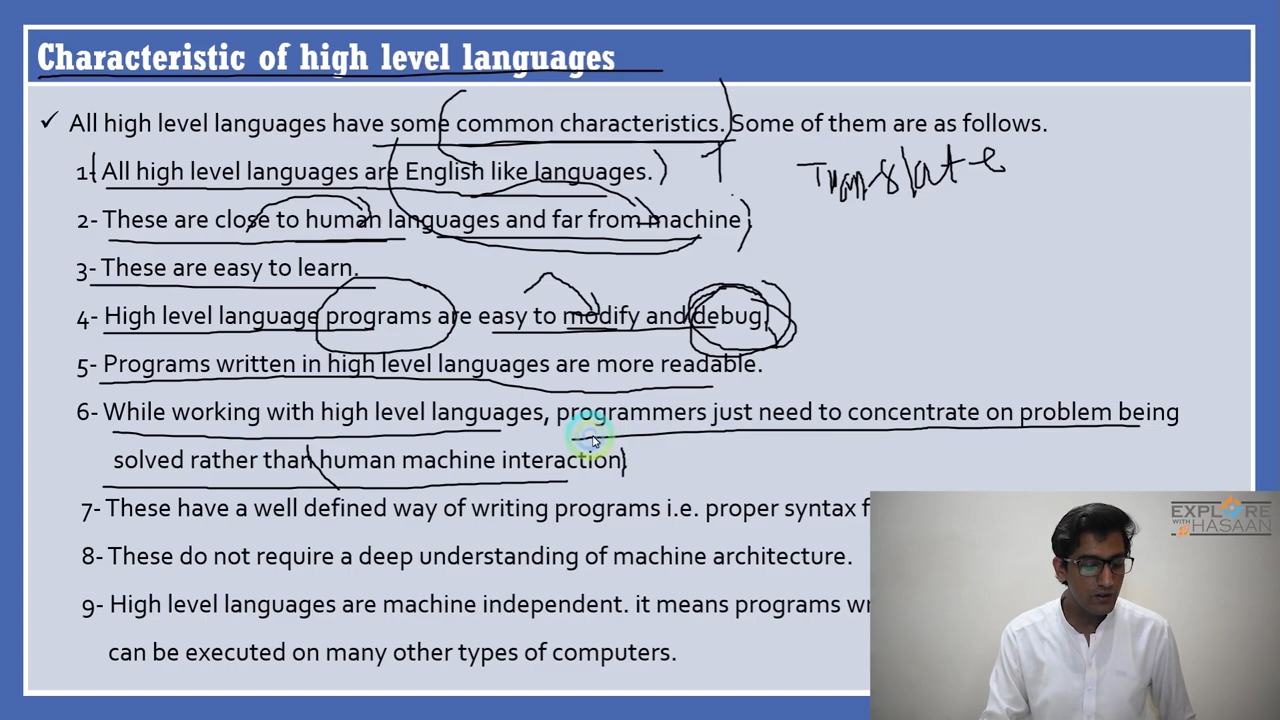 Characteristic of high level languages
✓ All high level languages have some common characteristics. Some of them are as follows.
1- All high level languages are English like languages.
Translate
2- These are close to human languages and far from machine
3- These are easy to learn.
4- High level language programs are easy to modify and debug.
5- Programs written in high level languages are more readable.
6- While working with high level languages, programmers just need to concentrate on problem being
solved rather than human machine interaction
7- These have a well defined way of writing programs i.e. proper syntax
8- These do not require a deep understanding of machine architecture.
9- High level languages are machine independent. it means programs
can be executed on many other types of computers.
EXPLORE
WITH HASAAN